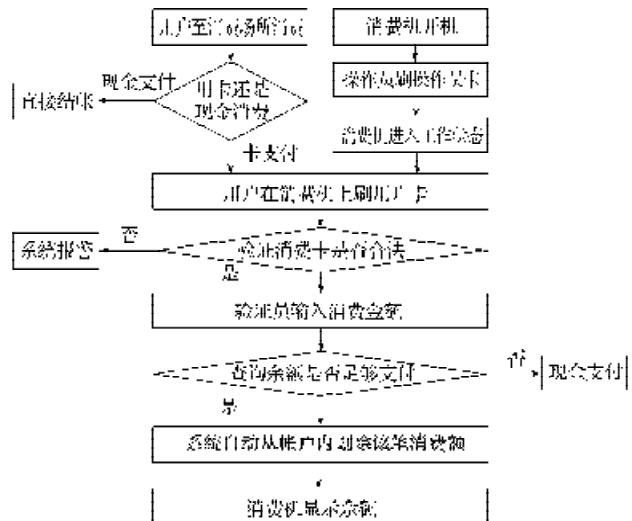 用户至消费场所消费
消费机开机
现金支付
直接结帐
用卡还是
现金消费
操作员刷操作员卡
消费机进入工作状态
卡支付
用户在消费机上刷用户卡
否
系统报警
验证消费卡是否合法
是
验证员输入消费金额
查询余额是否足够支付
否
现金支付
是
系统自动从帐户内划除该笔消费额
消费机显示余额